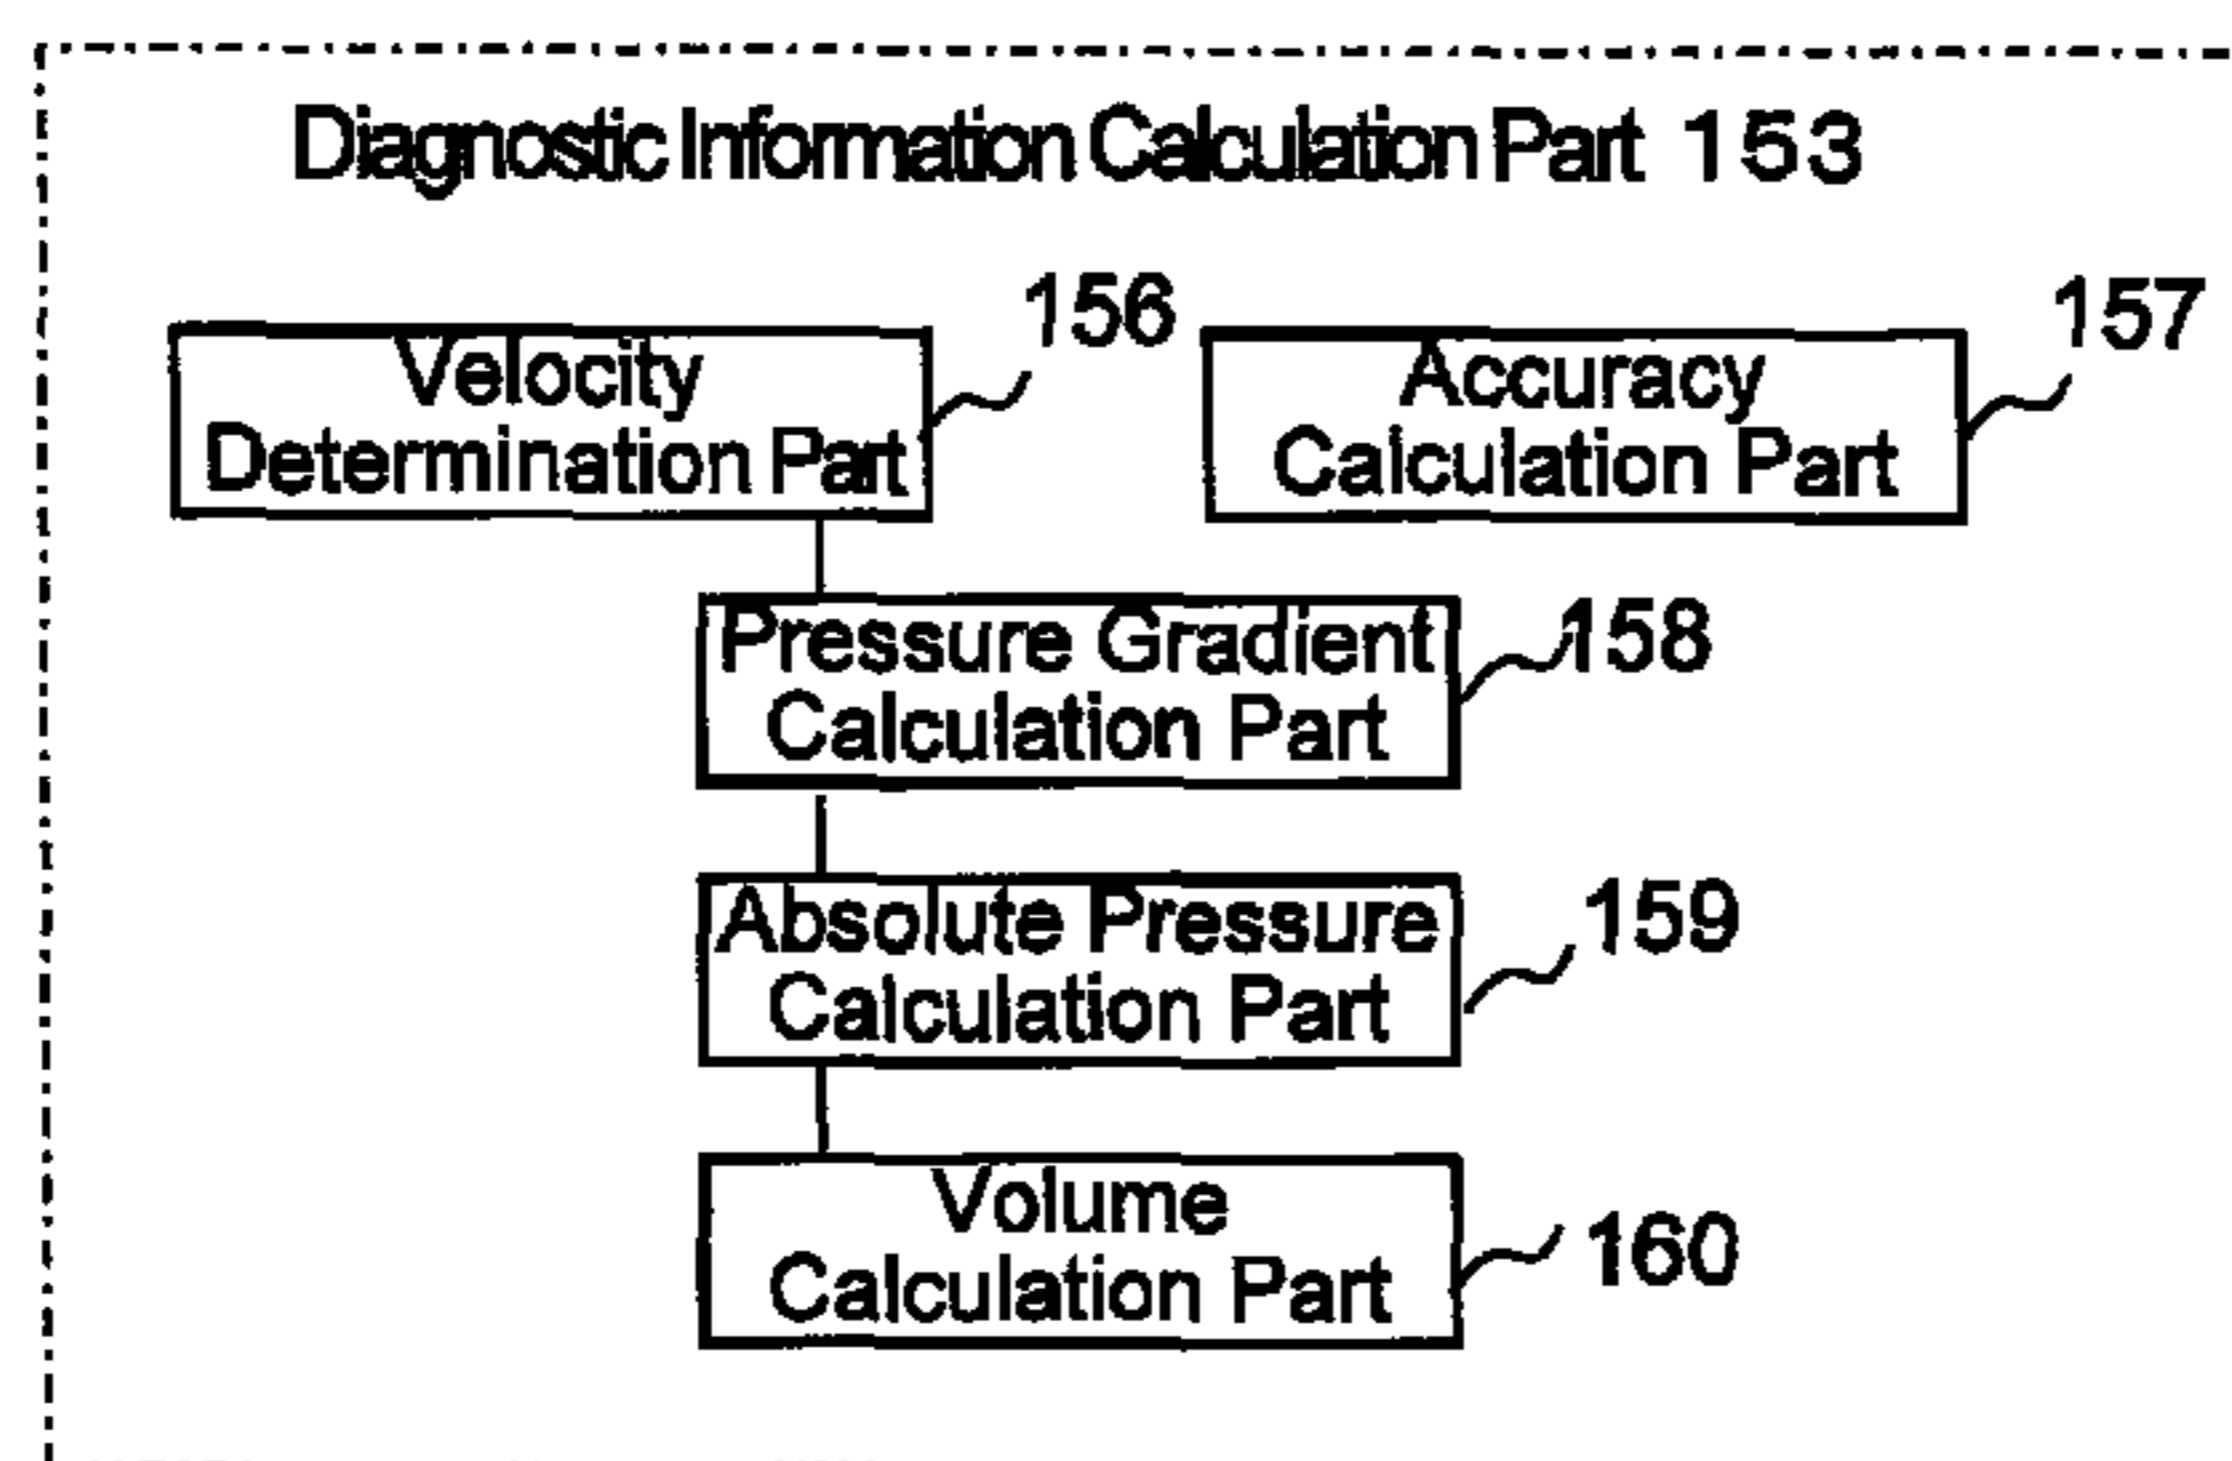 Diagnostic Information Calculation Part 153
156
157
Velocity
Determination Part
Accuracy
Calculation Part
158
Pressure Gradient
Calculation Part
159
Absolute Pressure
Calculation Part
160
Volume
Calculation Part